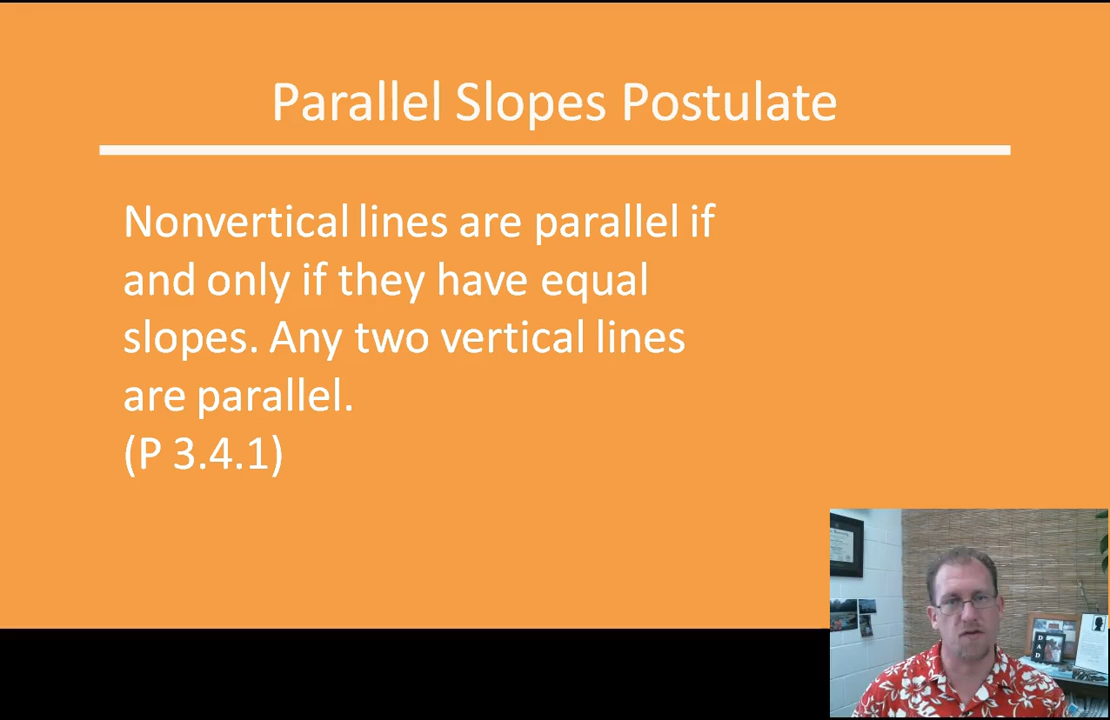 Parallel Slopes Postulate
Nonvertical lines are parallel if
and only if they have equal
slopes. Any two vertical lines
are parallel.
(P 3.4.1)
DAD